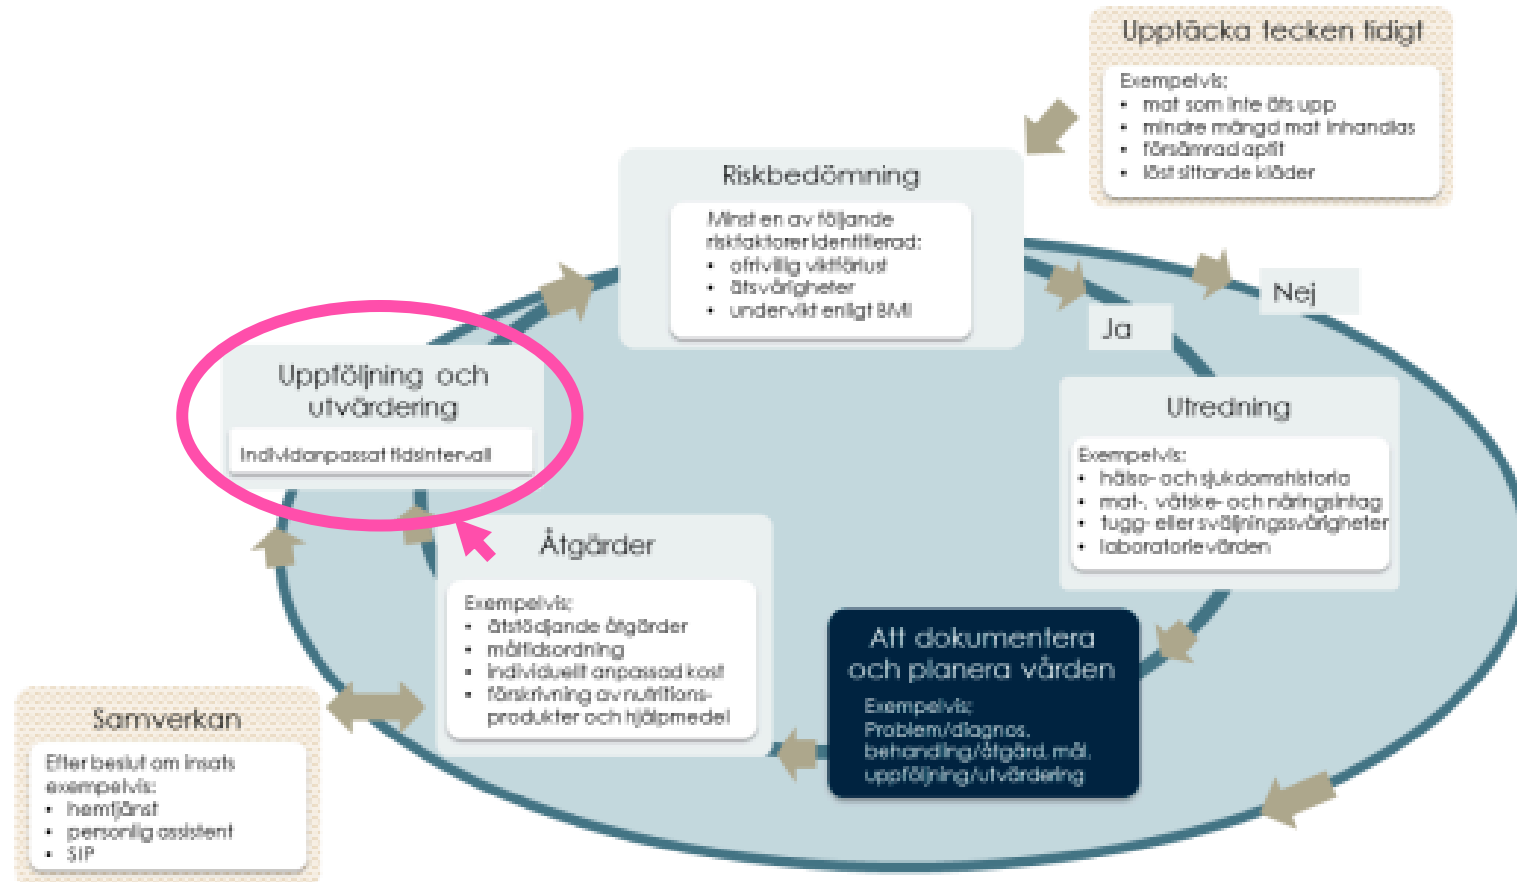 Upptäcka tecken tidigt
Exempelvis:
• mat som inte äts upp
• mindre mängd mat inhandlas
• försämrad aptit
• löst sittande kläder
Riskbedömning
Minst en av följande
riskfaktorer identifierad:
• ofrivillig viktförlust
• ätsvårigheter
• undervikt enligt BMI
Nej
Ja
Utredning
Exempelvis:
• hälso- och sjukdomshistoria
• mat-, vätske- och näringsintag
• tugg- eller sväljningssvårigheter
• laboratorievärden
Att dokumentera
och planera vården
Exempelvis:
Problem/diagnos,
behandling/åtgärd, mål,
uppföljning/utvärdering
Åtgärder
Exempelvis:
• ätstödjande åtgärder
• måltidsordning
• individuellt anpassad kost
• förskrivning av nutritions-
produkter och hjälpmedel
Samverkan
Efter beslut om insats
exempelvis:
• hemtjänst
• personlig assistent
• SIP
Uppföljning och
utvärdering
Individanpassat tidsintervall